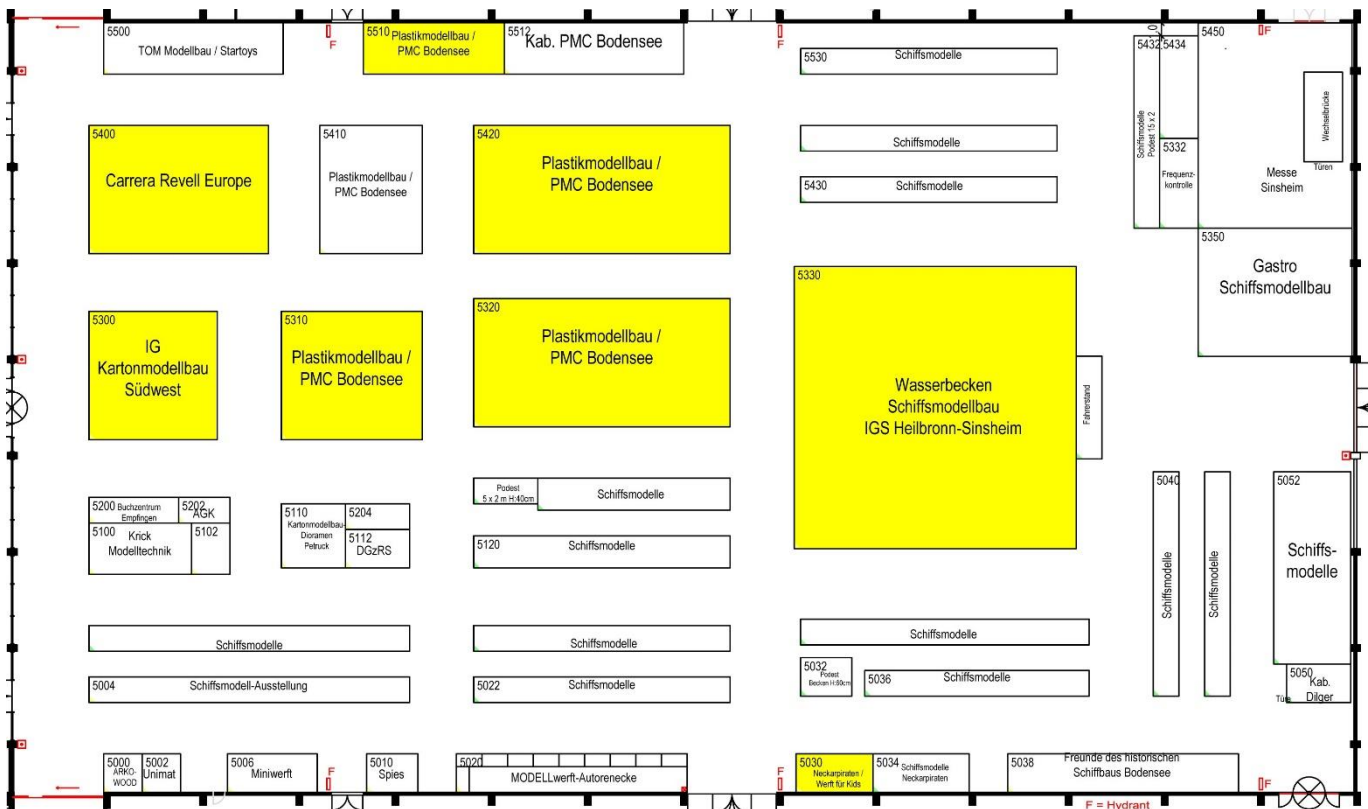 5500
TOM Modellbau / Startoys
F
5510
Plastikmodellbau /
PMC Bodensee
5512
Kab. PMC Bodensee
F
5530
Schiffsmodelle
5432
Schiffsmodelle
Podest 15 x 2
5434
5450
F
Wechselbrücke
Türen
Messe
Sinsheim
5332
Frequenz-
kontrolle
5400
Carrera Revell Europe
5410
Plastikmodellbau /
PMC Bodensee
5420
Plastikmodellbau /
PMC Bodensee
Schiffsmodelle
5430
Schiffsmodelle
5350
Gastro
Schiffsmodellbau
5300
IG
Kartonmodellbau
Südwest
5310
Plastikmodellbau /
PMC Bodensee
5320
Plastikmodellbau /
PMC Bodensee
5330
Wasserbecken
Schiffsmodellbau
IGS Heilbronn-Sinsheim
Fahrerstand
5200 Buchzentrum
Empfingen
5202
AGK
5100
Krick
Modelltechnik
5102
5110
Kartonmodellbau-
Dioramen
Petruck
5204
5112
DGzRS
Podest
5 x 2 m H:40cm
Schiffsmodelle
5120
Schiffsmodelle
5040
Schiffsmodelle
Schiffsmodelle
5052
Schiffs-
modelle
Schiffsmodelle
Schiffsmodelle
Schiffsmodelle
5004
Schiffsmodell-Ausstellung
5022
Schiffsmodelle
5032
Podest
Becken H:60cm
5036
Schiffsmodelle
5050
Kab.
Dilger
Türe
5000
ARKO-
WOOD
5002
Unimat
5006
Miniwerft
F
5010
Spies
5020
MODELLwerft-Autorenecke
F
5030
Neckarpiraten /
Werft für Kids
5034
Schiffsmodelle
Neckarpiraten
5038
Freunde des historischen
Schiffbaus Bodensee
F
F = Hydrant